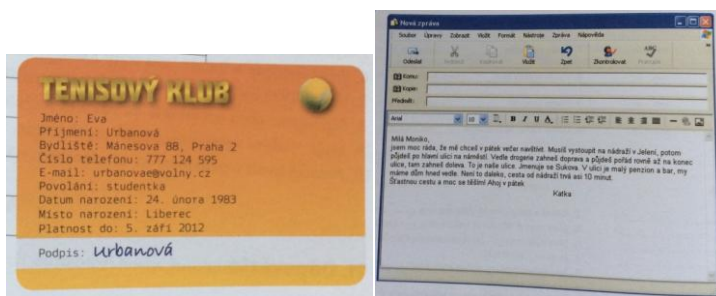 TENISOVÝ KLUB
Jméno: Eva
Příjmení: Urbanová
Bydliště: Mánesova 88, Praha 2
Číslo telefonu: 777 124 595
E-mail: urbanovae@volny.cz
Povolání: studentka
Datum narození: 24. února 1983
Místo narození: Liberec
Platnost do: 5. září 2012
Podpis: Urbanová
Nová zpráva
Soubor Úpravy Zobrazit Vložit Formát Nástroje Zpráva Nápověda
Odeslat Vložit Zpět Zkontrolovat
Komu:
Kopie:
Předmět:
Arial 10 B I U A
Milá Moniko,
jsem moc ráda, že mě chceš v pátek večer navštívit. Musíš vystoupit na nádraží v Jelení, potom
půjdeš po hlavní ulici na náměstí. Vedle drogerie zahneš doprava a půjdeš pořád rovně až na konec
ulice, tam zahneš doleva. To je naše ulice. Jmenuje se Sukova. V ulici je malý penzion a bar, my
máme dům hned vedle. Není to daleko, cesta od nádraží trvá asi 10 minut.
Šťastnou cestu a moc se těším! Ahoj v pátek
Katka